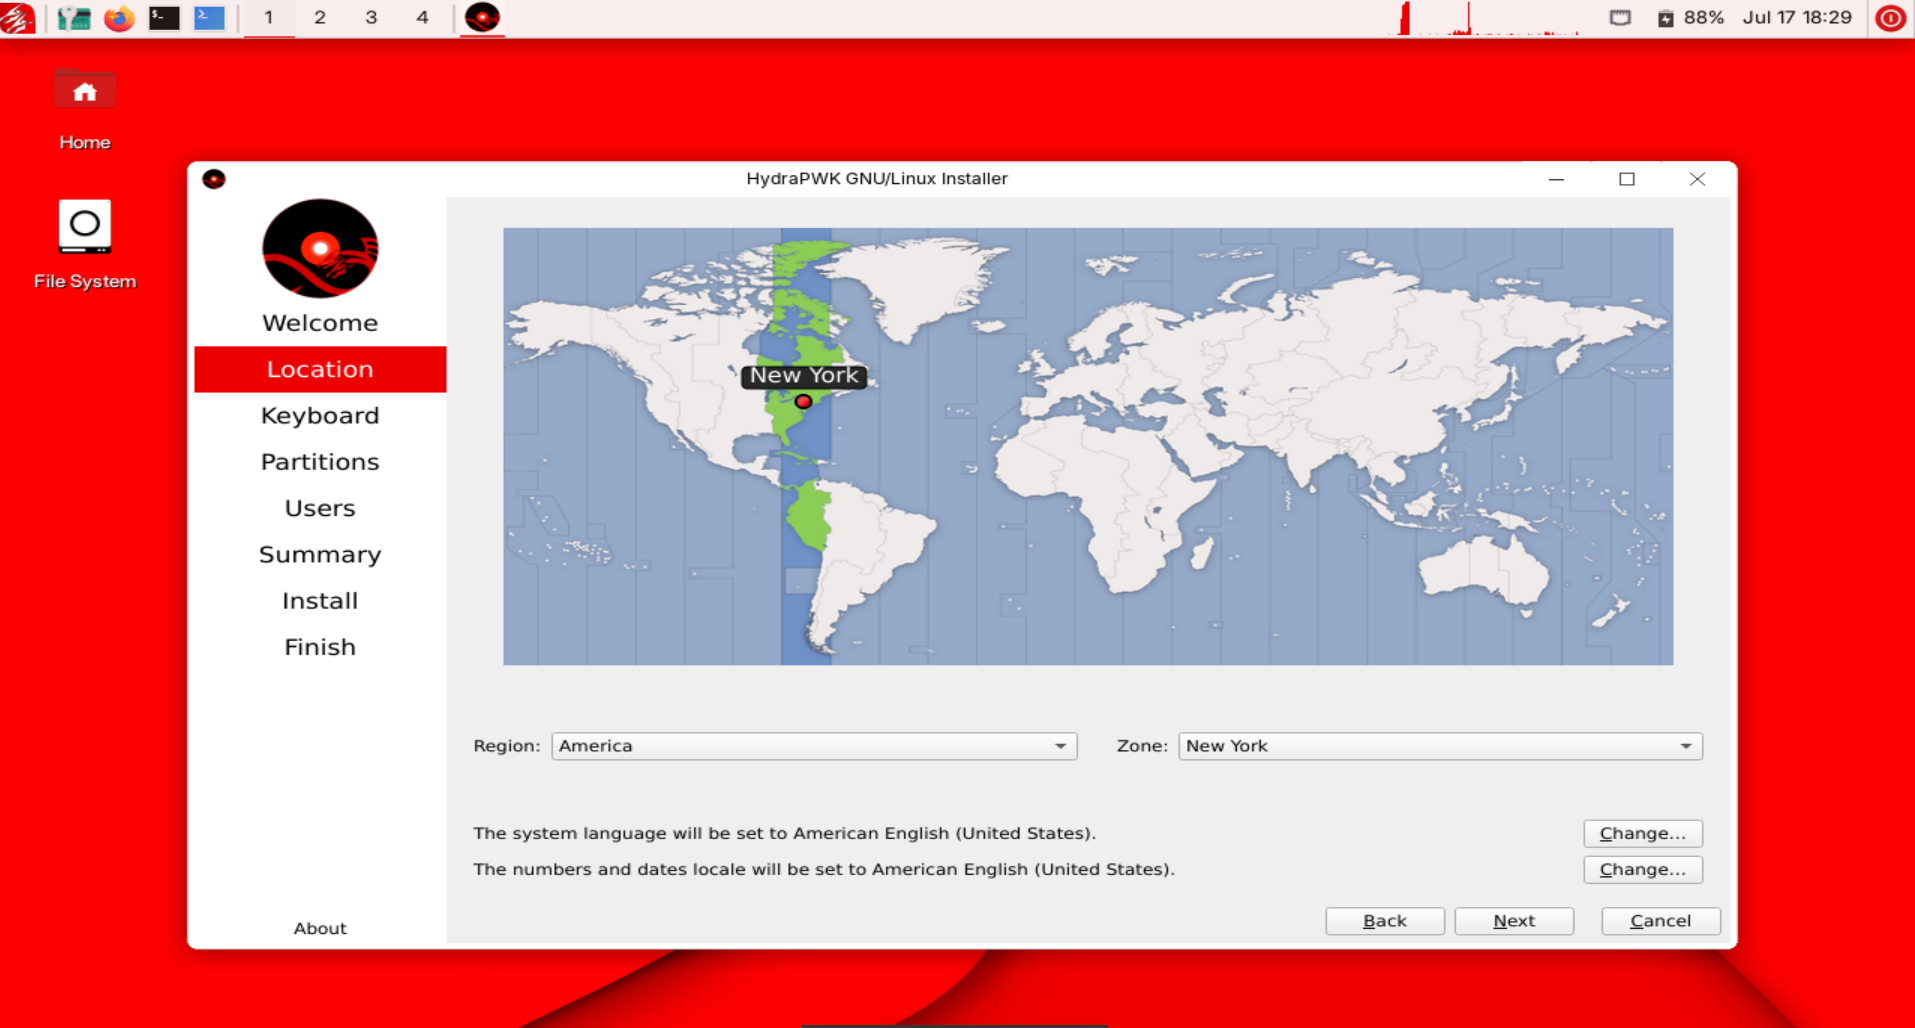 1 2 3 4 88% Jul 17 18:29
Home
File System
HydraPWK GNU/Linux Installer
Welcome
Location
Keyboard
Partitions
Users
Summary
Install
Finish
About
New York
Region: America Zone: New York
The system language will be set to American English (United States). Change...
The numbers and dates locale will be set to American English (United States). Change...
Back Next Cancel